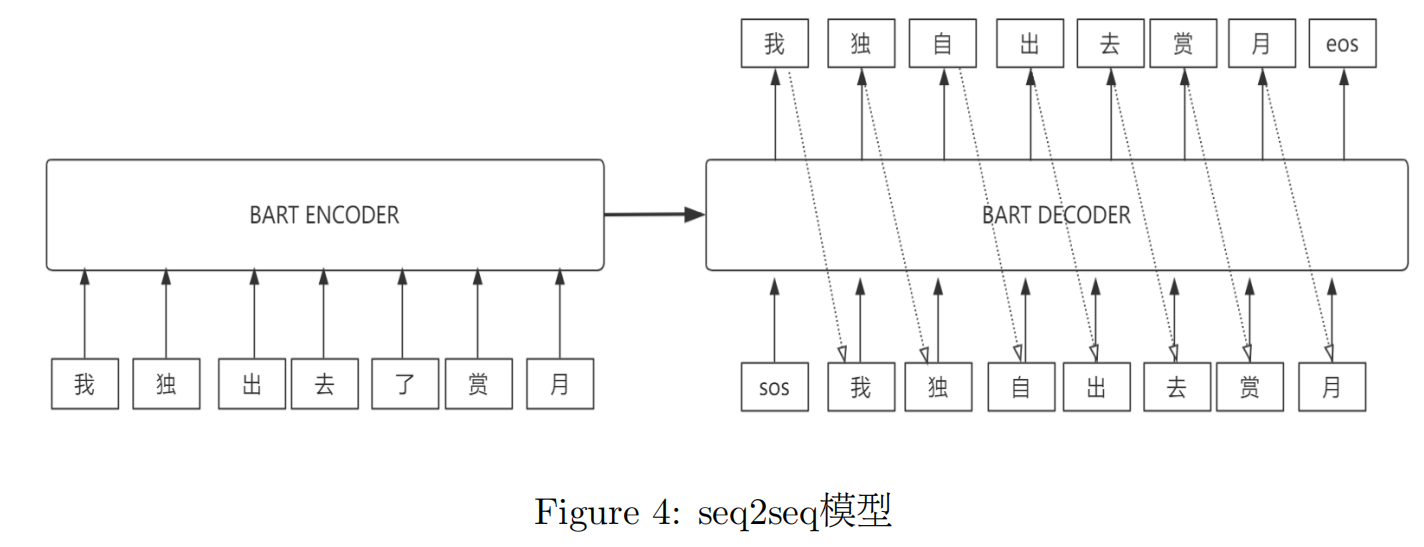 我 独 自 出 去 赏 月 eos
BART ENCODER
BART DECODER
我 独 出 去 了 赏 月
sos 我 独 自 出 去 赏 月
Figure 4: seq2seq模型